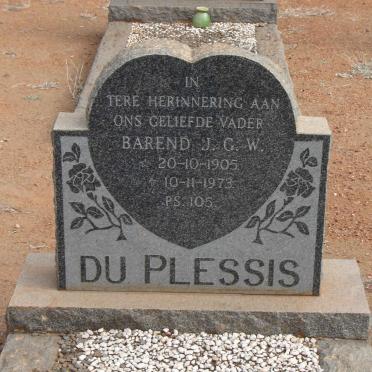 IN
TERE HERINNERING AAN
ONS GELIEFDE VADER
BAREND J. G. W.
* 20-10-1905
† 10-11-1973
PS. 105
DU PLESSIS